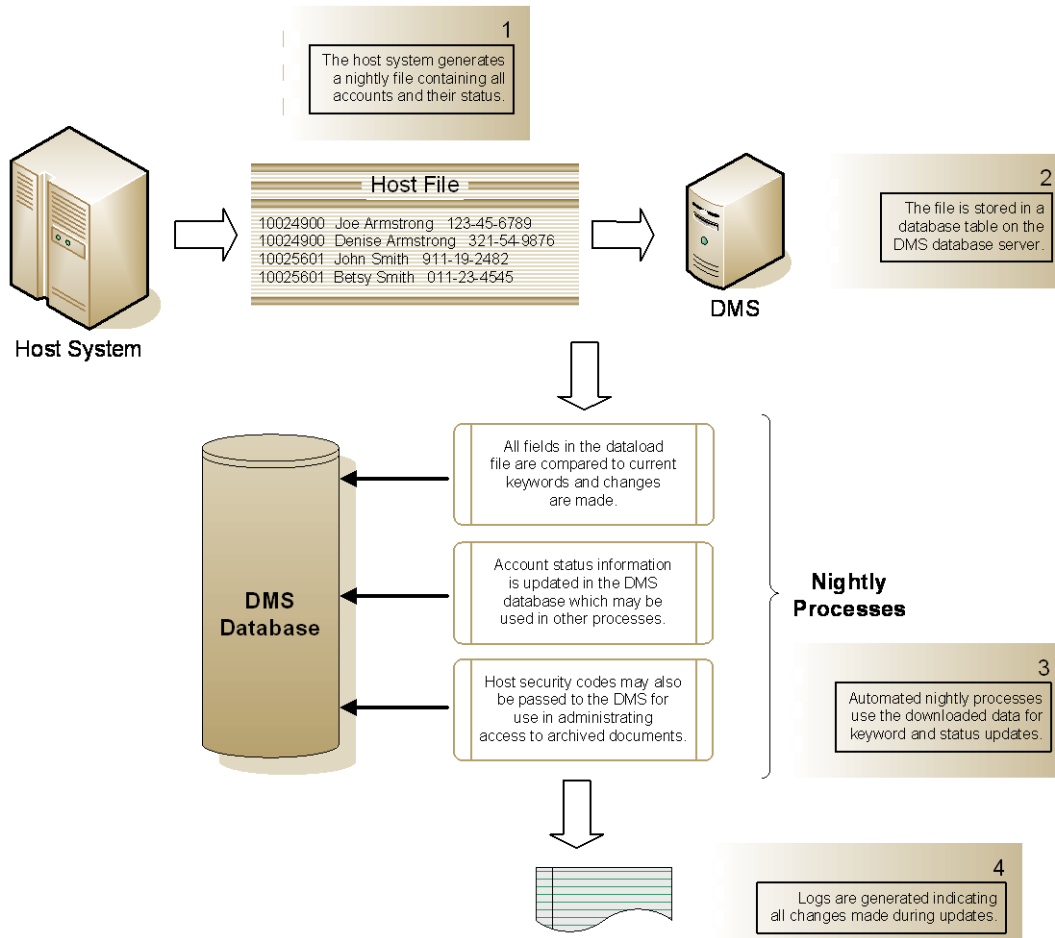 1
The host system generates
a nightly file containing all
accounts and their status.
Host File
10024900 Joe Armstrong 123-45-6789
10024900 Denise Armstrong 321-54-9876
10025601 John Smith 911-19-2482
10025601 Betsy Smith 011-23-4545
Host System
DMS
2
The file is stored in a
database table on the
DMS database server.
All fields in the dataload
file are compared to current
keywords and changes
are made.
Account status information
is updated in the DMS
database which may be
used in other processes.
Host security codes may also
be passed to the DMS for
use in administrating
access to archived documents.
DMS
Database
Nightly
Processes
3
Automated nightly processes
use the downloaded data for
keyword and status updates.
4
Logs are generated indicating
all changes made during updates.